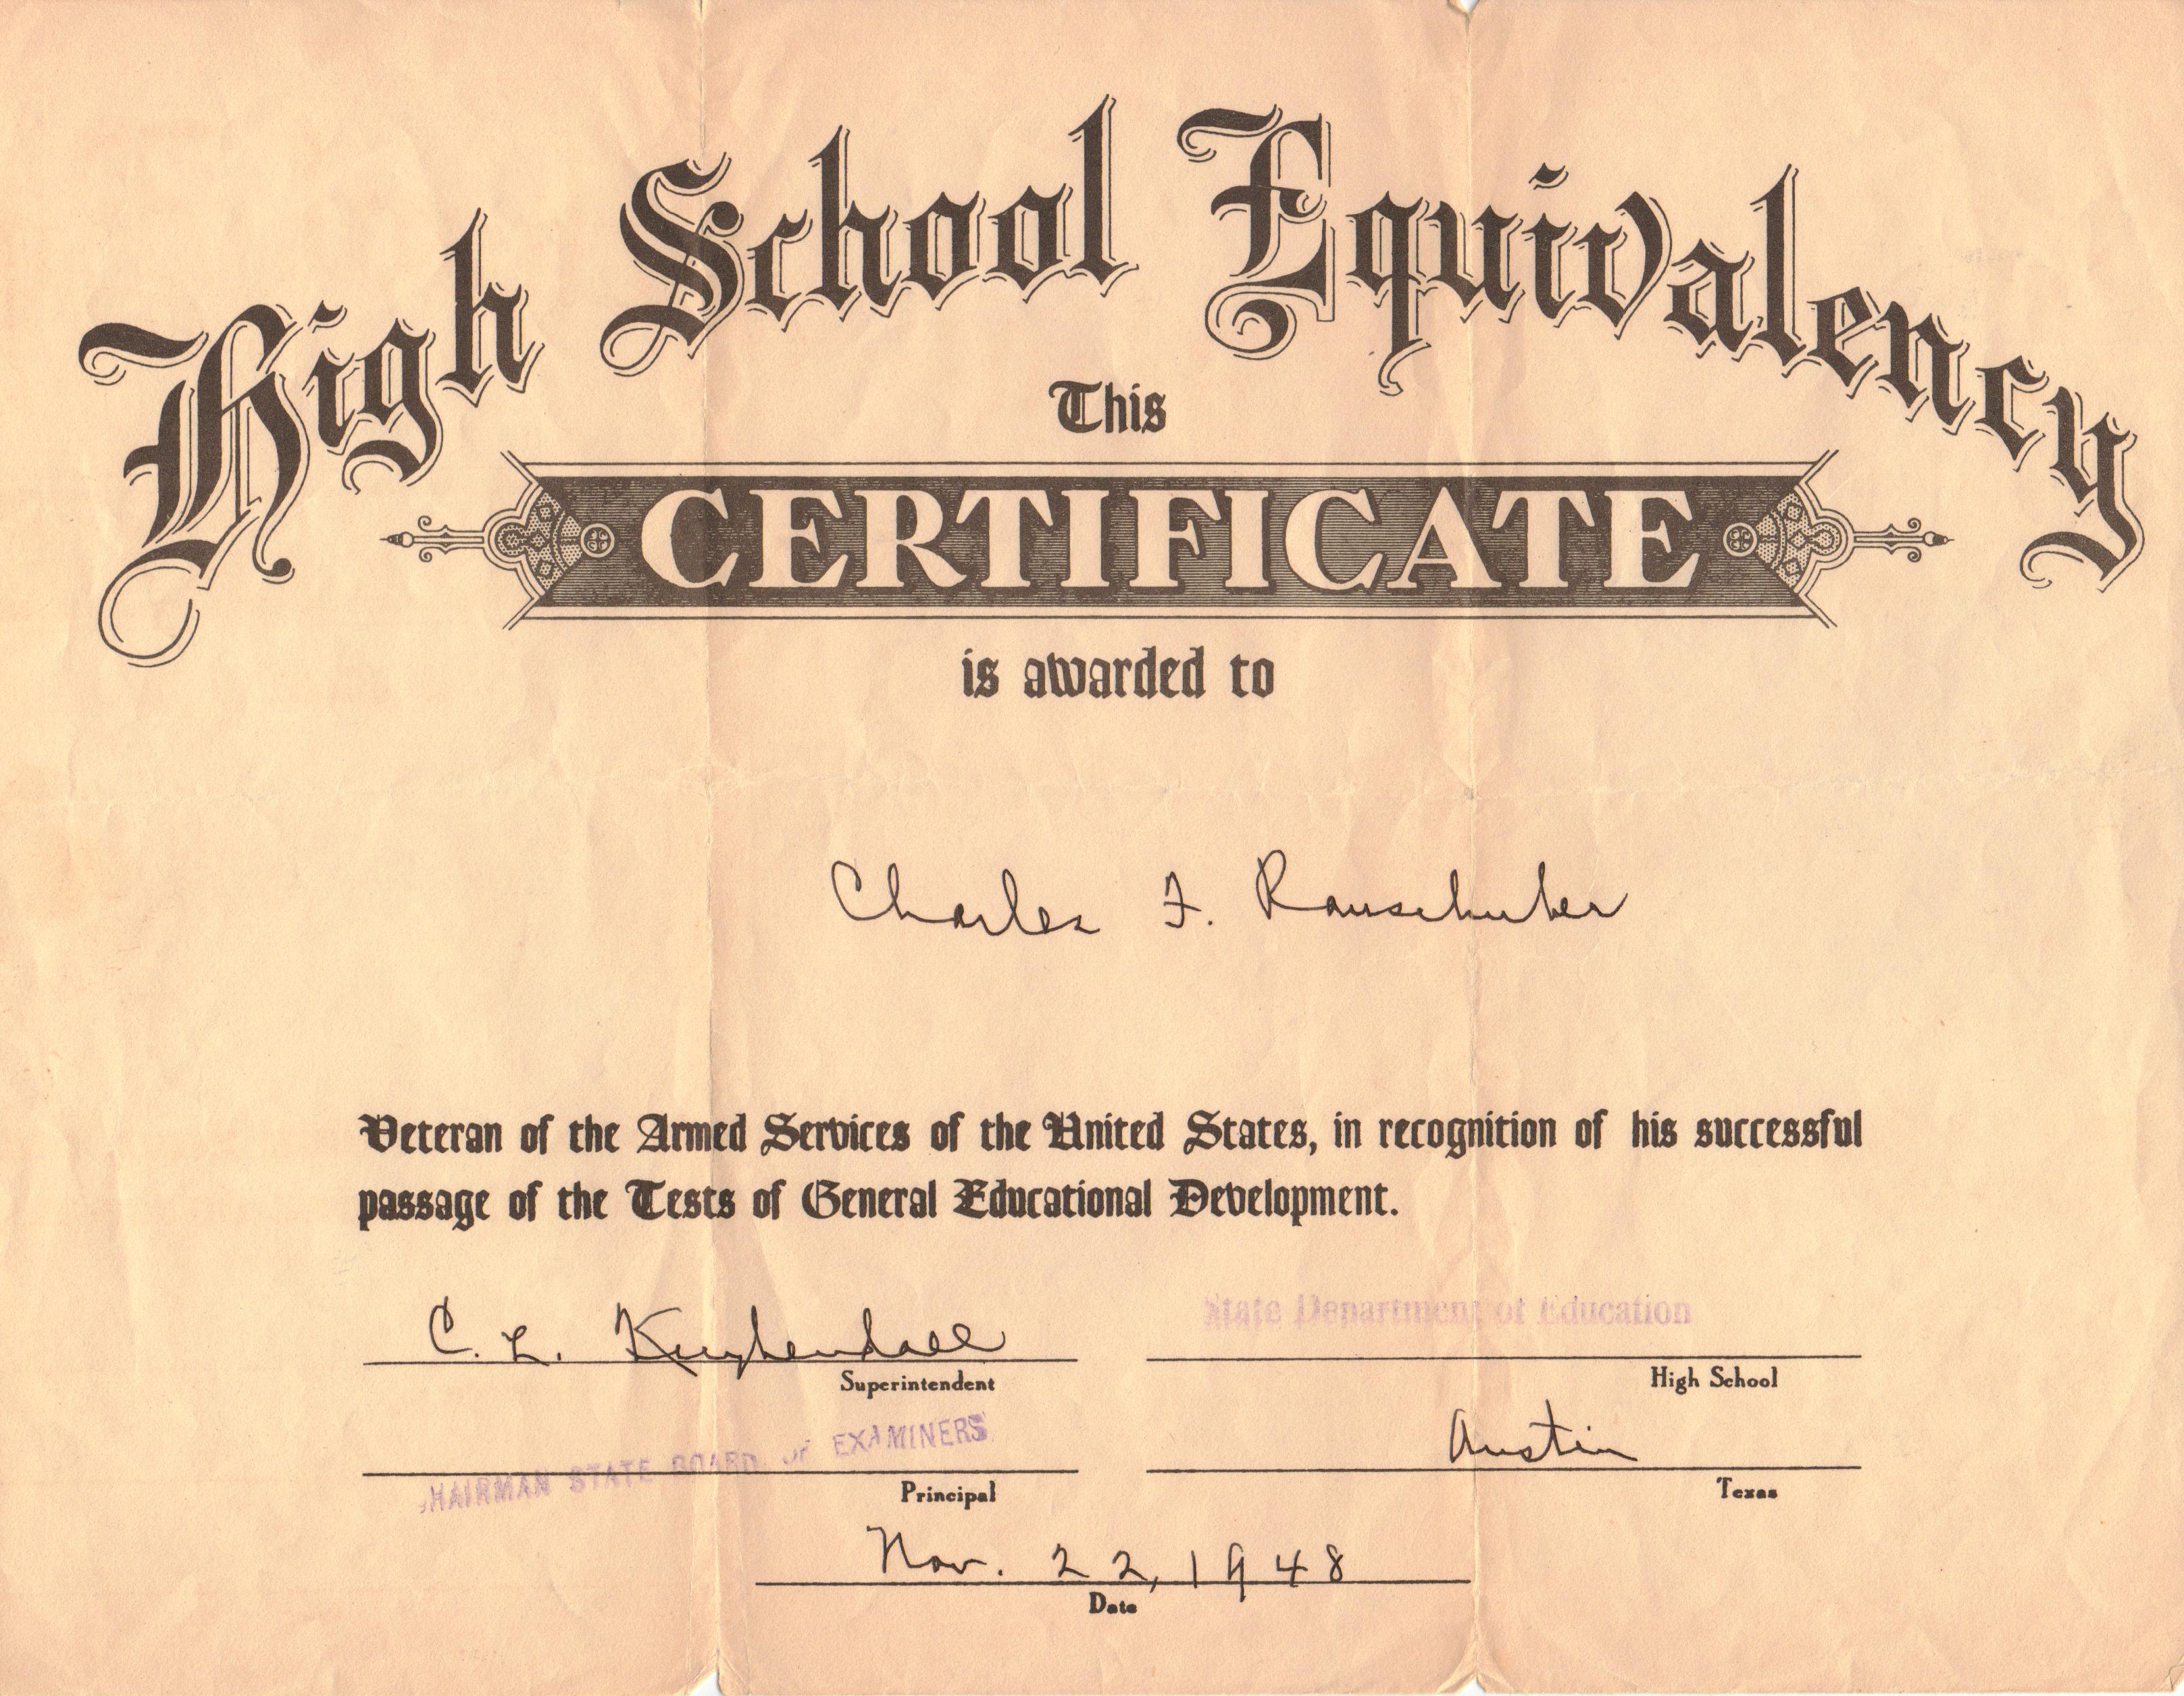 High School Equivalency
This
CERTIFICATE
is awarded to
Charles F. Rauschuber
Veteran of the Armed Services of the United States, in recognition of his successful
passage of the Tests of General Educational Development.
C. L. Kuykendall
Superintendent
State Department of Education
High School
CHAIRMAN STATE BOARD OF EXAMINERS
Principal
Austin
Texas
Nov. 22, 1948
Date